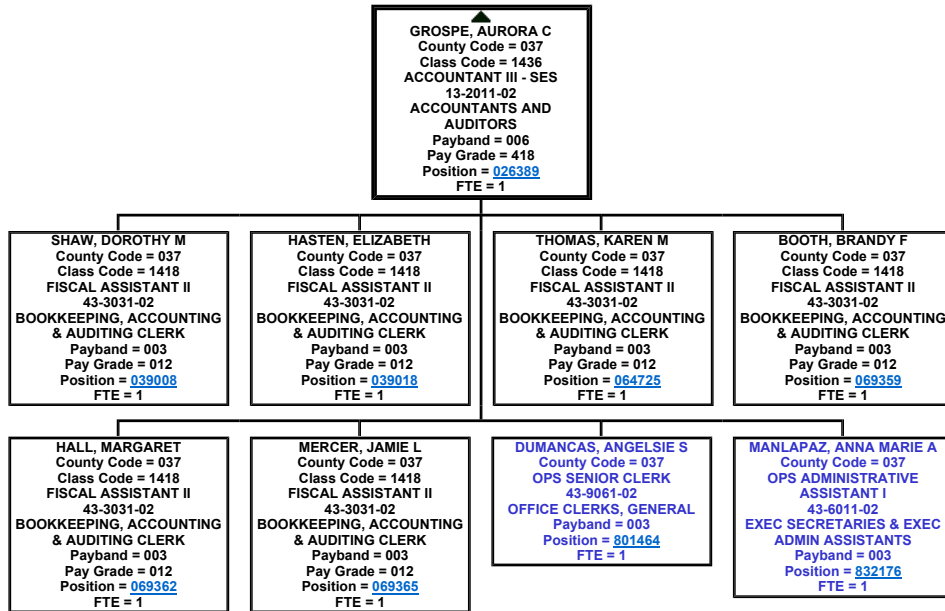 GROSPE, AURORA C
County Code = 037
Class Code = 1436
ACCOUNTANT III - SES
13-2011-02
ACCOUNTANTS AND
AUDITORS
Payband = 006
Pay Grade = 418
Position = 026389
FTE = 1
SHAW, DOROTHY M
County Code = 037
Class Code = 1418
FISCAL ASSISTANT II
43-3031-02
BOOKKEEPING, ACCOUNTING
& AUDITING CLERK
Payband = 003
Pay Grade = 012
Position = 039008
FTE = 1
HASTEN, ELIZABETH
County Code = 037
Class Code = 1418
FISCAL ASSISTANT II
43-3031-02
BOOKKEEPING, ACCOUNTING
& AUDITING CLERK
Payband = 003
Pay Grade = 012
Position = 039018
FTE = 1
THOMAS, KAREN M
County Code = 037
Class Code = 1418
FISCAL ASSISTANT II
43-3031-02
BOOKKEEPING, ACCOUNTING
& AUDITING CLERK
Payband = 003
Pay Grade = 012
Position = 064725
FTE = 1
BOOTH, BRANDY F
County Code = 037
Class Code = 1418
FISCAL ASSISTANT II
43-3031-02
BOOKKEEPING, ACCOUNTING
& AUDITING CLERK
Payband = 003
Pay Grade = 012
Position = 069359
FTE = 1
HALL, MARGARET
County Code = 037
Class Code = 1418
FISCAL ASSISTANT II
43-3031-02
BOOKKEEPING, ACCOUNTING
& AUDITING CLERK
Payband = 003
Pay Grade = 012
Position = 069362
FTE = 1
MERCER, JAMIE L
County Code = 037
Class Code = 1418
FISCAL ASSISTANT II
43-3031-02
BOOKKEEPING, ACCOUNTING
& AUDITING CLERK
Payband = 003
Pay Grade = 012
Position = 069365
FTE = 1
DUMANCAS, ANGELSIE S
County Code = 037
OPS SENIOR CLERK
43-9061-02
OFFICE CLERKS, GENERAL
Payband = 003
Position = 801464
FTE = 1
MANLAPAZ, ANNA MARIE A
County Code = 037
OPS ADMINISTRATIVE
ASSISTANT I
43-6011-02
EXEC SECRETARIES & EXEC
ADMIN ASSISTANTS
Payband = 003
Position = 832176
FTE = 1